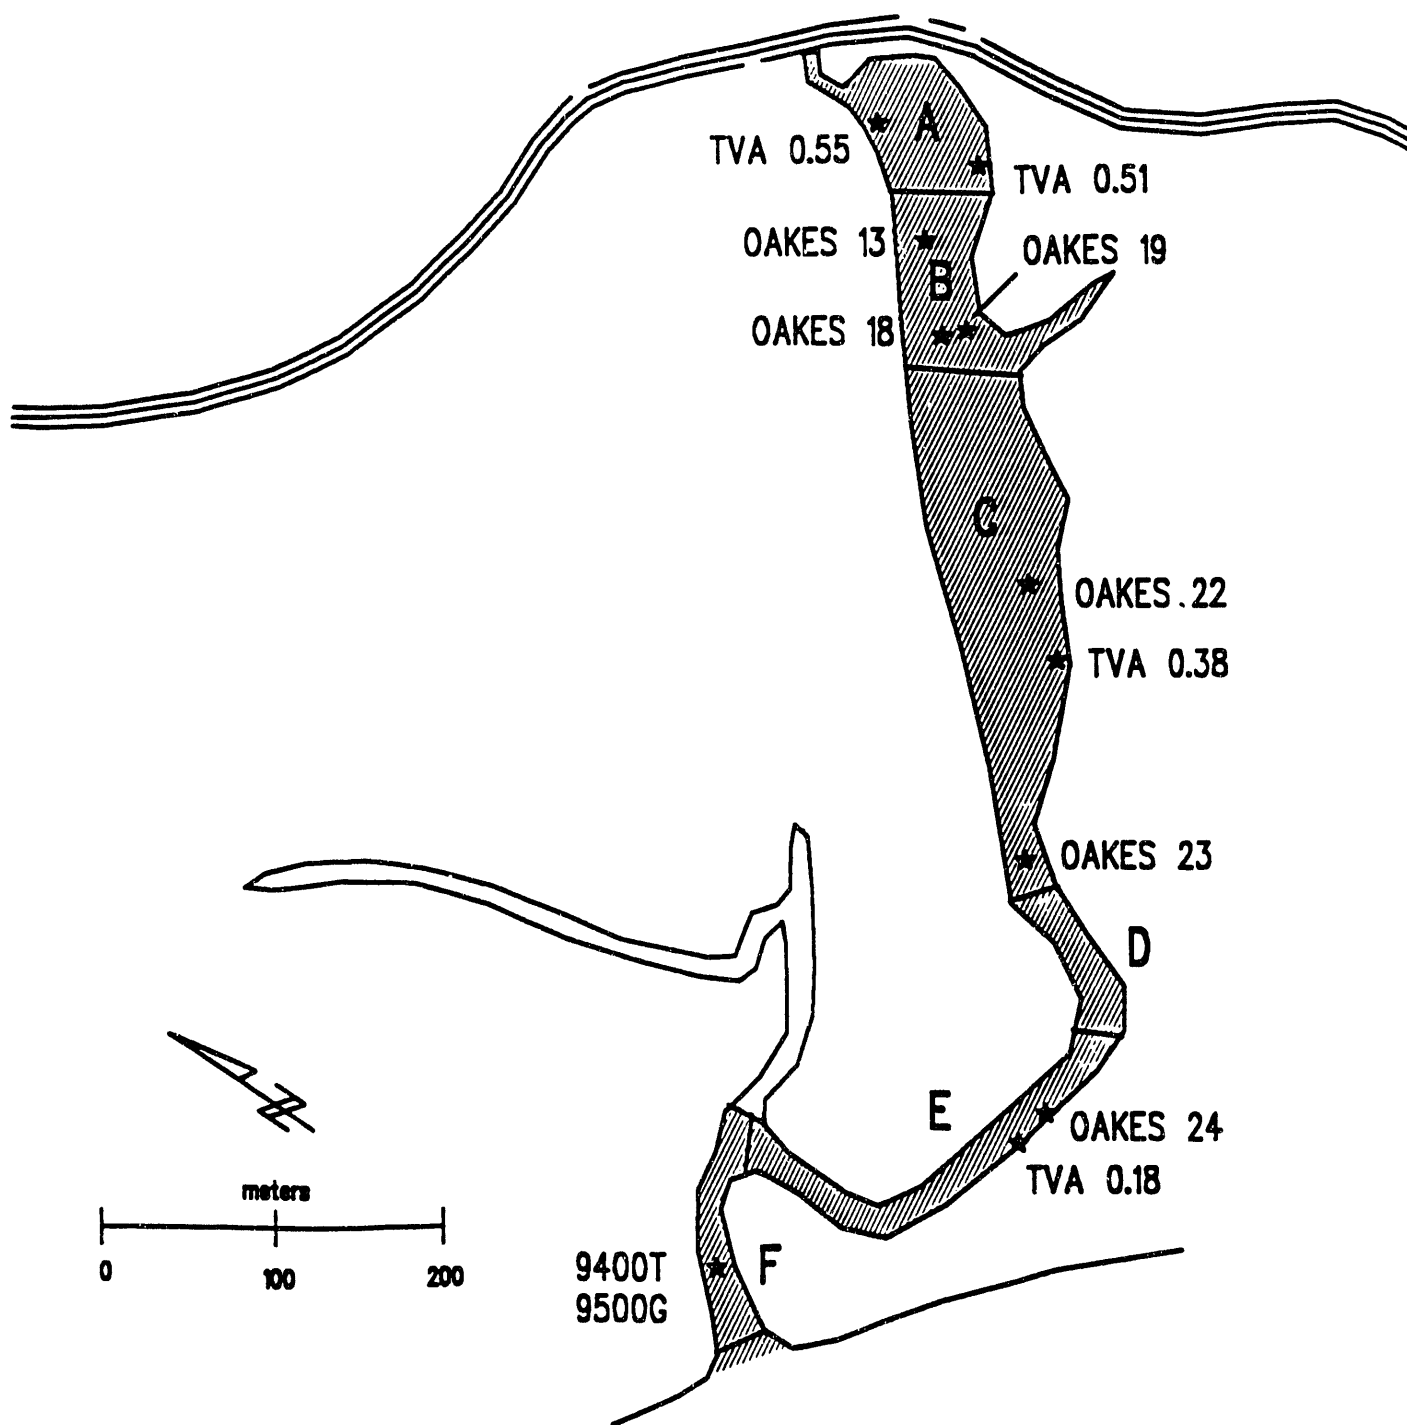 A
TVA 0.55
TVA 0.51
OAKES 13
OAKES 19
B
OAKES 18
C
OAKES .22
TVA 0.38
OAKES 23
D
E
OAKES 24
TVA 0.18
meters
0 100 200
9400T
9500G
F
N